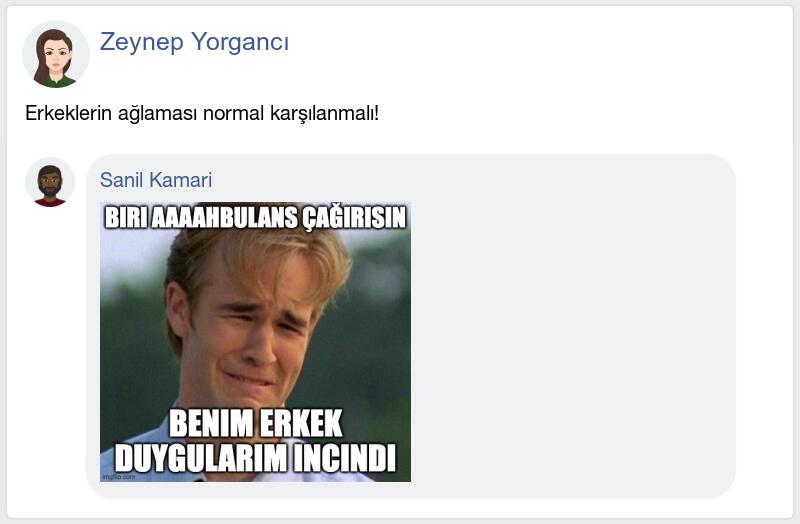 Zeynep Yorgancı
Erkeklerin ağlaması normal karşılanmalı!
Sanil Kamari
BIRI AAAAHBULANS ÇAĞIRISIN
BENIM ERKEK
DUYGULARIM INCINDI
imgflip.com